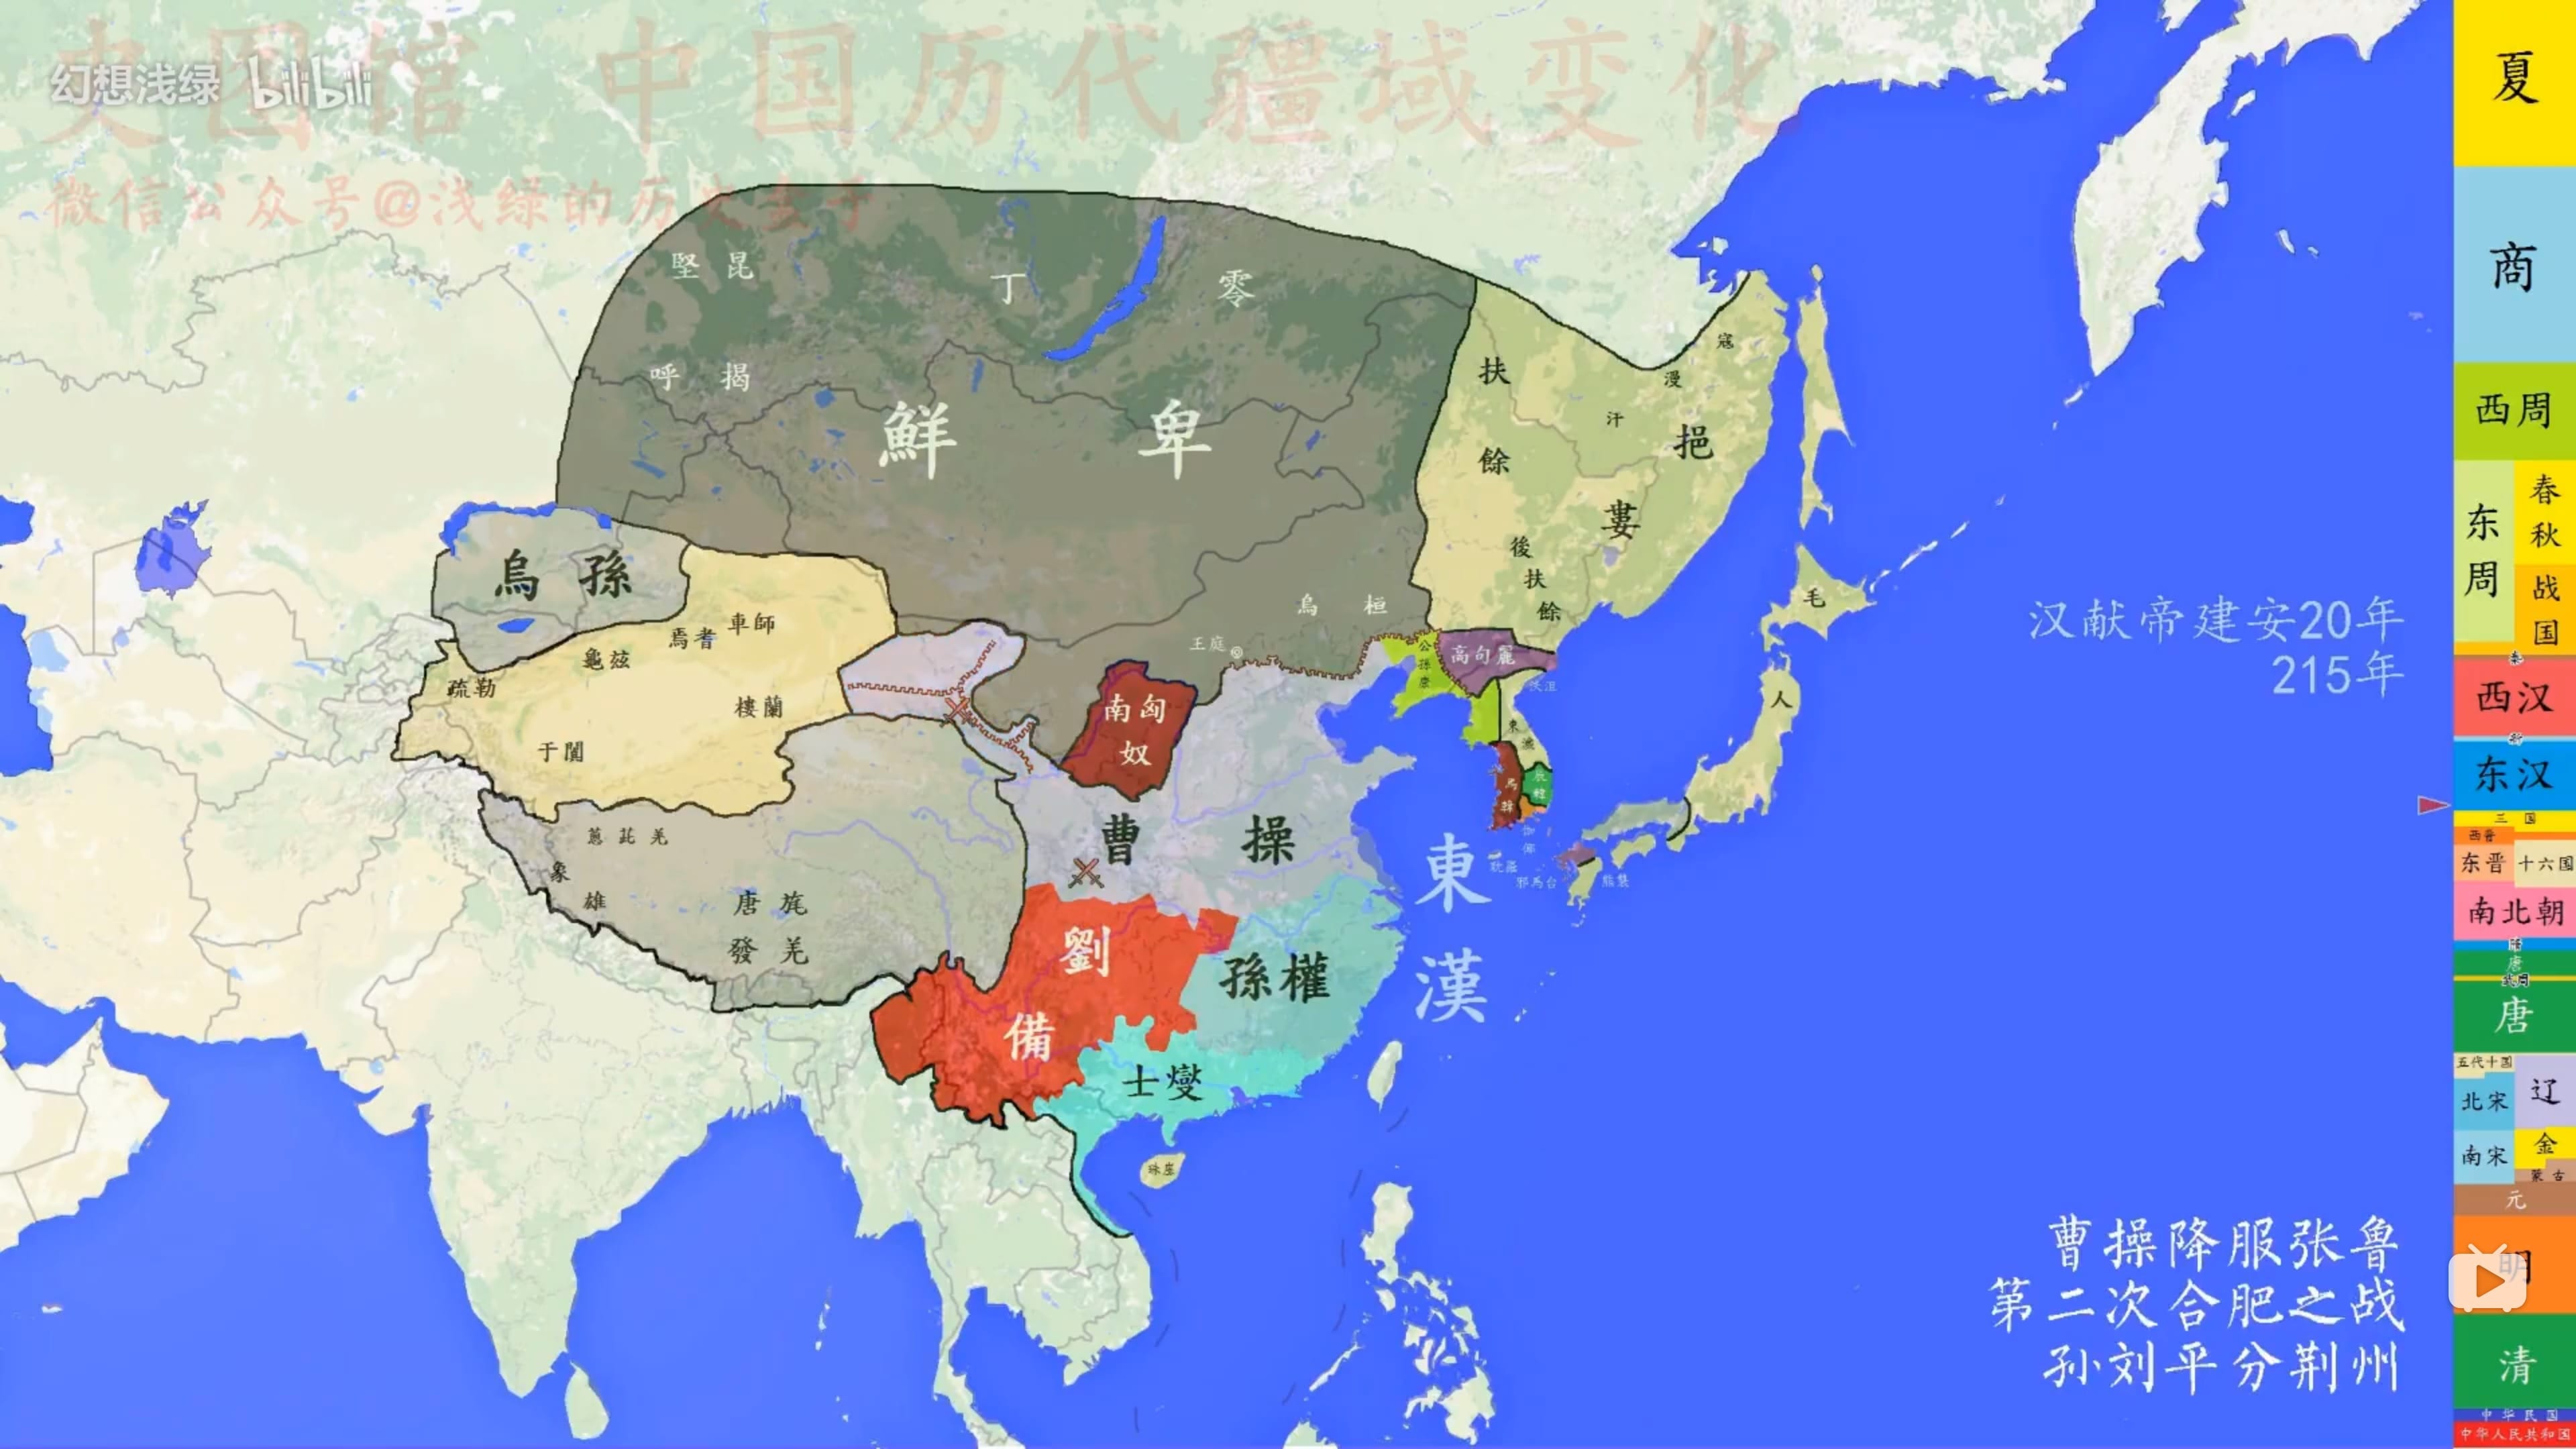 史图馆 中国历代疆域变化
幻想浅绿 bilibili
微信公众号@浅绿的历史
堅昆
丁零
呼揭
鮮卑
扶餘
寇漫汗
挹婁
後扶餘
烏孫
車師
焉耆
龜茲
疏勒
樓蘭
于闐
烏桓
王庭
公孫康
高句麗
沃沮
東濊
南匈奴
馬韓
辰韓
毛人
蔥茈羌
象雄
唐旄
發羌
曹操
耽羅
邪馬台
熊襲
東漢
劉備
孫權
士燮
珠崖
汉献帝建安20年
215年
曹操降服张鲁
第二次合肥之战
孙刘平分荆州
夏
商
西周
东周
春秋
战国
秦
西汉
新
东汉
三国
西晋
东晋
十六国
南北朝
隋
唐
武周
唐
五代十国
北宋
辽
南宋
金
蒙古
元
明
清
中华民国
中华人民共和国